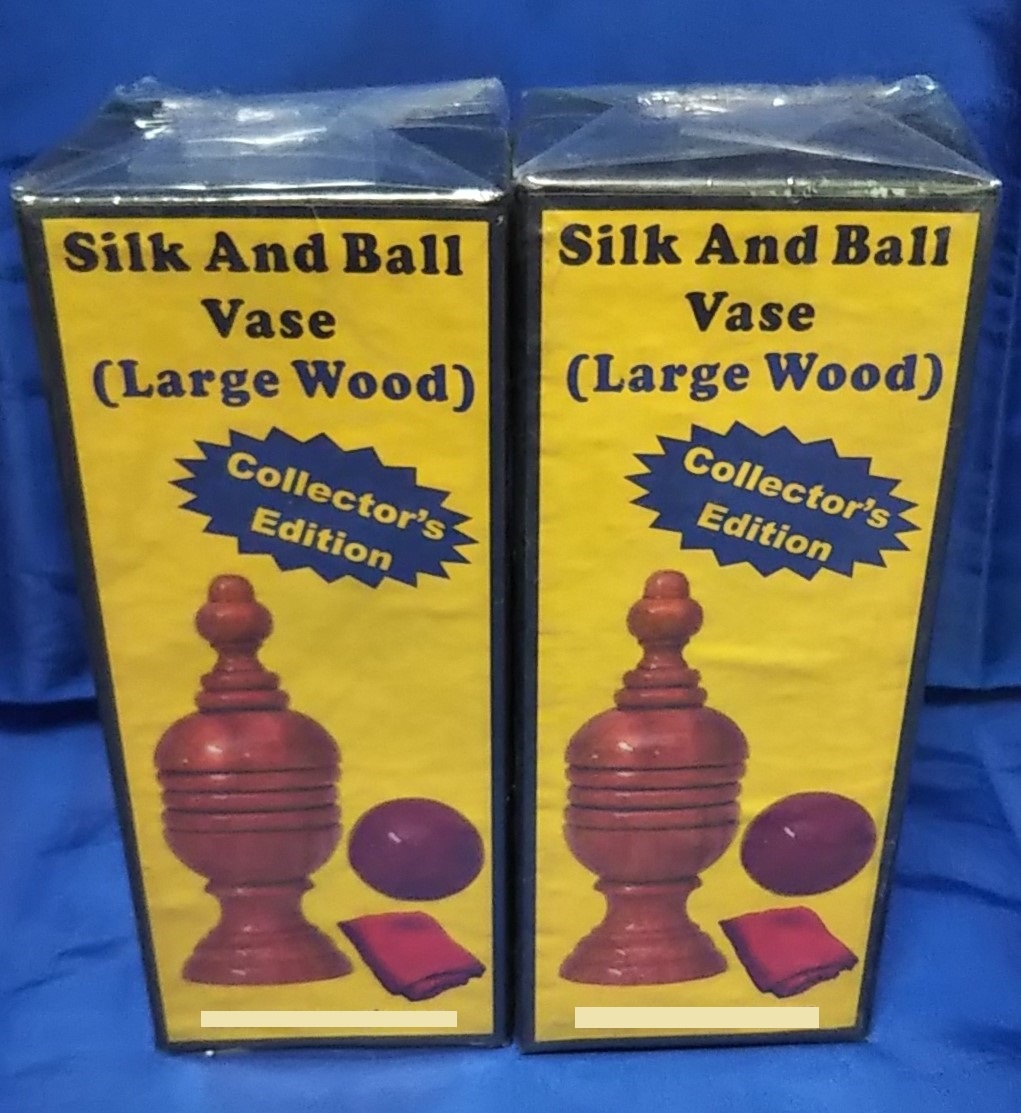 Silk And Ball
Vase
(Large Wood)
Collector's
Edition
Silk And Ball
Vase
(Large Wood)
Collector's
Edition